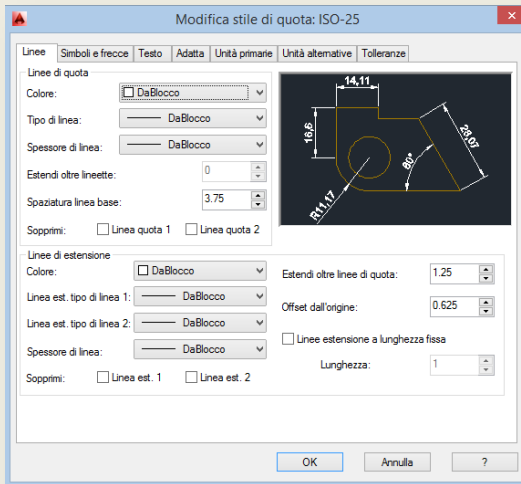 Modifica stile di quota: ISO-25
Linee Simboli e frecce Testo Adatta Unità primarie Unità alternative Tolleranze
Linee di quota
Colore: DaBlocco
Tipo di linea: DaBlocco
Spessore di linea: DaBlocco
Estendi oltre lineette: 0
Spaziatura linea base: 3.75
Sopprimi: Linea quota 1 Linea quota 2
14,11
16,6
28,07
60°
R11,17
Linee di estensione
Colore: DaBlocco
Linea est. tipo di linea 1: DaBlocco
Linea est. tipo di linea 2: DaBlocco
Spessore di linea: DaBlocco
Sopprimi: Linea est. 1 Linea est. 2
Estendi oltre linee di quota: 1.25
Offset dall'origine: 0.625
Linee estensione a lunghezza fissa
Lunghezza: 1
OK Annulla ?